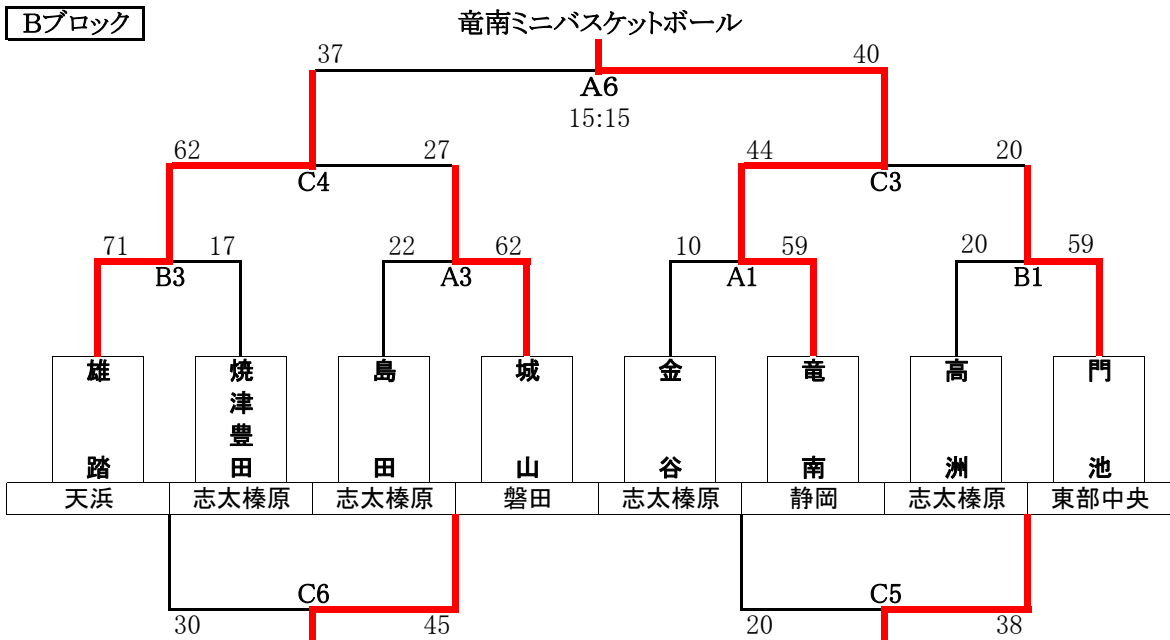 Bブロック
竜南ミニバスケットボール
37 40
A6
15:15
62 27 44 20
C4 C3
71 17 22 62 10 59 20 59
B3 A3 A1 B1
雄踏 焼津豊田 島田 城山 金谷 竜南 高洲 門池
天浜 志太榛原 志太榛原 磐田 志太榛原 静岡 志太榛原 東部中央
C6 C5
30 45 20 38